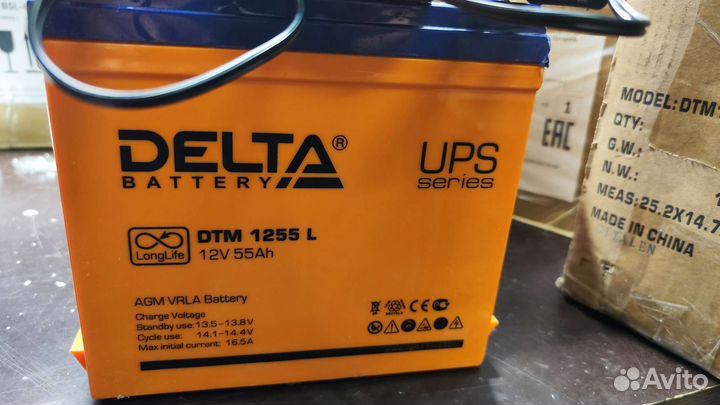 DELTA®
BATTERY
UPS
series
LongLife
DTM 1255 L
12V 55Ah
AGM VRLA Battery
Charge Voltage
Standby use: 13.5-13.8V
Cycle use: 14.1-14.4V
Max initial current: 16.5A
CE
1
EAC
MODEL: DTM
QTY:
G.W.:
N.W.:
MEAS: 25.2X14.7
MADE IN CHINA
Avito